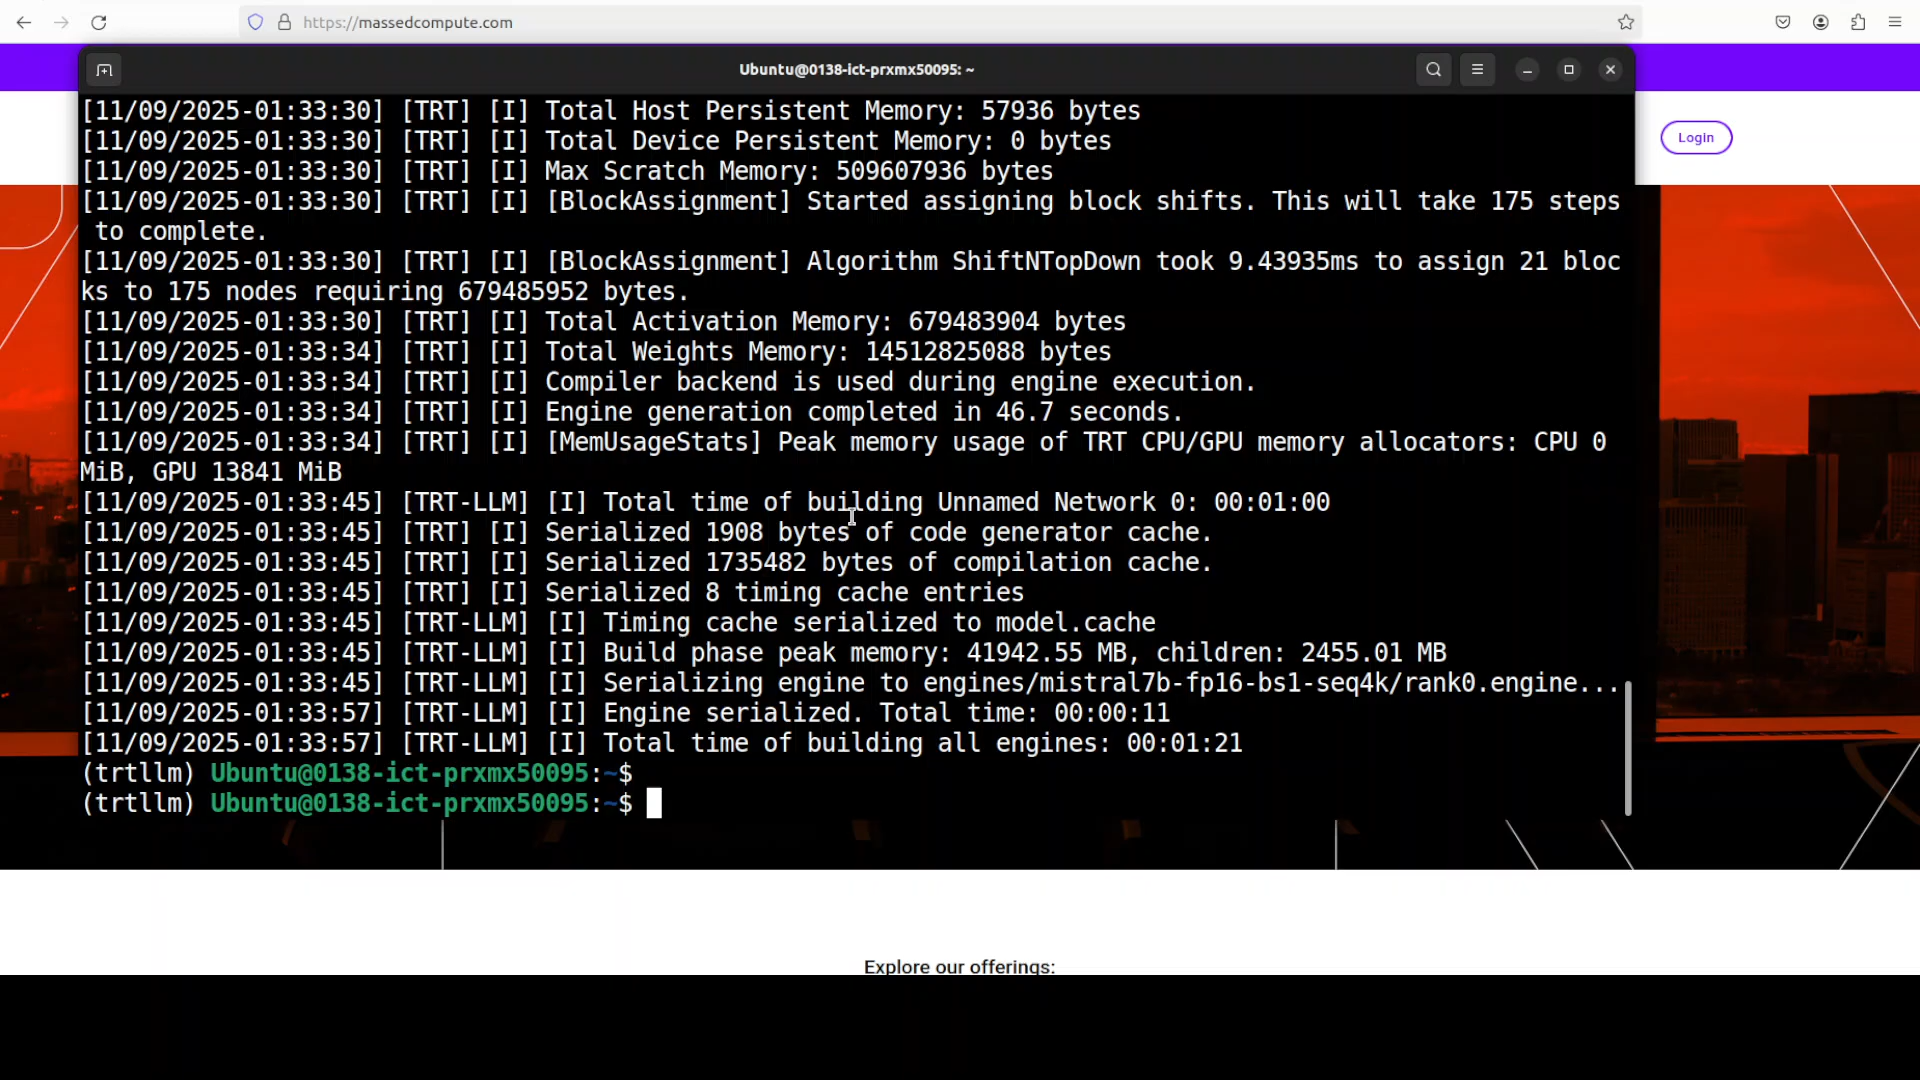 https://massedcompute.com
Ubuntu@0138-ict-prxmx50095: ~
Login
[11/09/2025-01:33:30] [TRT] [I] Total Host Persistent Memory: 57936 bytes
[11/09/2025-01:33:30] [TRT] [I] Total Device Persistent Memory: 0 bytes
[11/09/2025-01:33:30] [TRT] [I] Max Scratch Memory: 509607936 bytes
[11/09/2025-01:33:30] [TRT] [I] [BlockAssignment] Started assigning block shifts. This will take 175 steps
to complete.
[11/09/2025-01:33:30] [TRT] [I] [BlockAssignment] Algorithm ShiftNTopDown took 9.43935ms to assign 21 bloc
ks to 175 nodes requiring 679485952 bytes.
[11/09/2025-01:33:30] [TRT] [I] Total Activation Memory: 679483904 bytes
[11/09/2025-01:33:34] [TRT] [I] Total Weights Memory: 14512825088 bytes
[11/09/2025-01:33:34] [TRT] [I] Compiler backend is used during engine execution.
[11/09/2025-01:33:34] [TRT] [I] Engine generation completed in 46.7 seconds.
[11/09/2025-01:33:34] [TRT] [I] [MemUsageStats] Peak memory usage of TRT CPU/GPU memory allocators: CPU 0
MiB, GPU 13841 MiB
[11/09/2025-01:33:45] [TRT-LLM] [I] Total time of building Unnamed Network 0: 00:01:00
[11/09/2025-01:33:45] [TRT] [I] Serialized 1908 bytes of code generator cache.
[11/09/2025-01:33:45] [TRT] [I] Serialized 1735482 bytes of compilation cache.
[11/09/2025-01:33:45] [TRT] [I] Serialized 8 timing cache entries
[11/09/2025-01:33:45] [TRT-LLM] [I] Timing cache serialized to model.cache
[11/09/2025-01:33:45] [TRT-LLM] [I] Build phase peak memory: 41942.55 MB, children: 2455.01 MB
[11/09/2025-01:33:45] [TRT-LLM] [I] Serializing engine to engines/mistral7b-fp16-bs1-seq4k/rank0.engine...
[11/09/2025-01:33:57] [TRT-LLM] [I] Engine serialized. Total time: 00:00:11
[11/09/2025-01:33:57] [TRT-LLM] [I] Total time of building all engines: 00:01:21
(trtllm) Ubuntu@0138-ict-prxmx50095:~$
(trtllm) Ubuntu@0138-ict-prxmx50095:~$
Explore our offerings: